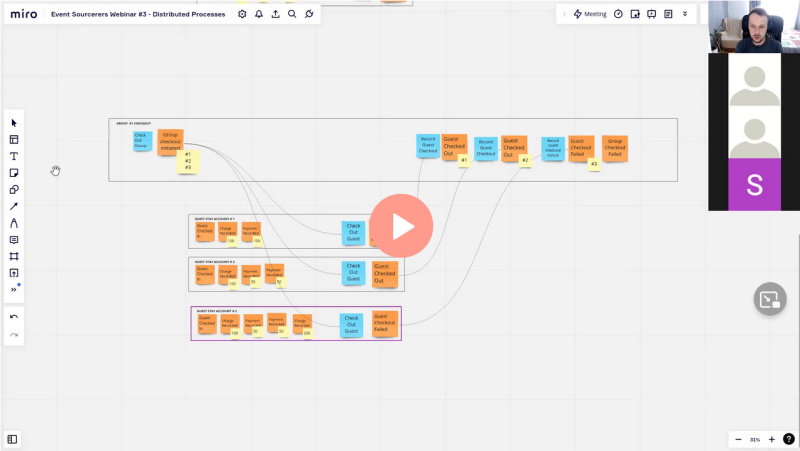 miro Event Sourcerers Webinar #3 - Distributed Processes
Meeting
GROUP #1 CHECKOUT
Check
Out
Group
Group
checkout
Initiated
#1
#2
#3
Record
Guest
Checkout
Guest
Checked
Out
#1
Record
Guest
Checkout
Guest
Checked
Out
#2
Record
Guest
Checkout
Failure
Guest
Checkout
Failed
#3
Group
Checkout
Failed
GUEST STAY ACCOUNT # 1
Guest
Checked
In
Charge
Recorded
100
Payment
Recorded
100
Check
Out
Guest
GUEST STAY ACCOUNT # 2
Guest
Checked
In
Charge
Recorded
100
Payment
Recorded
50
Payment
Recorded
50
Check
Out
Guest
Guest
Checked
Out
GUEST STAY ACCOUNT # 3
Guest
Checked
In
Charge
Recorded
100
Payment
Recorded
50
Payment
Recorded
50
Charge
Recorded
200
Check
Out
Guest
Guest
Checkout
Failed
S
31%